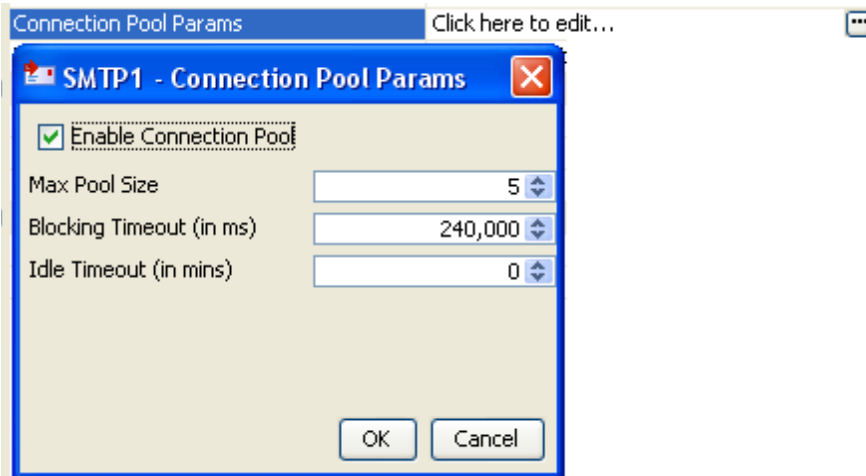 Connection Pool Params Click here to edit...
SMTP1 - Connection Pool Params
Enable Connection Pool
Max Pool Size 5
Blocking Timeout (in ms) 240,000
Idle Timeout (in mins) 0
OK Cancel